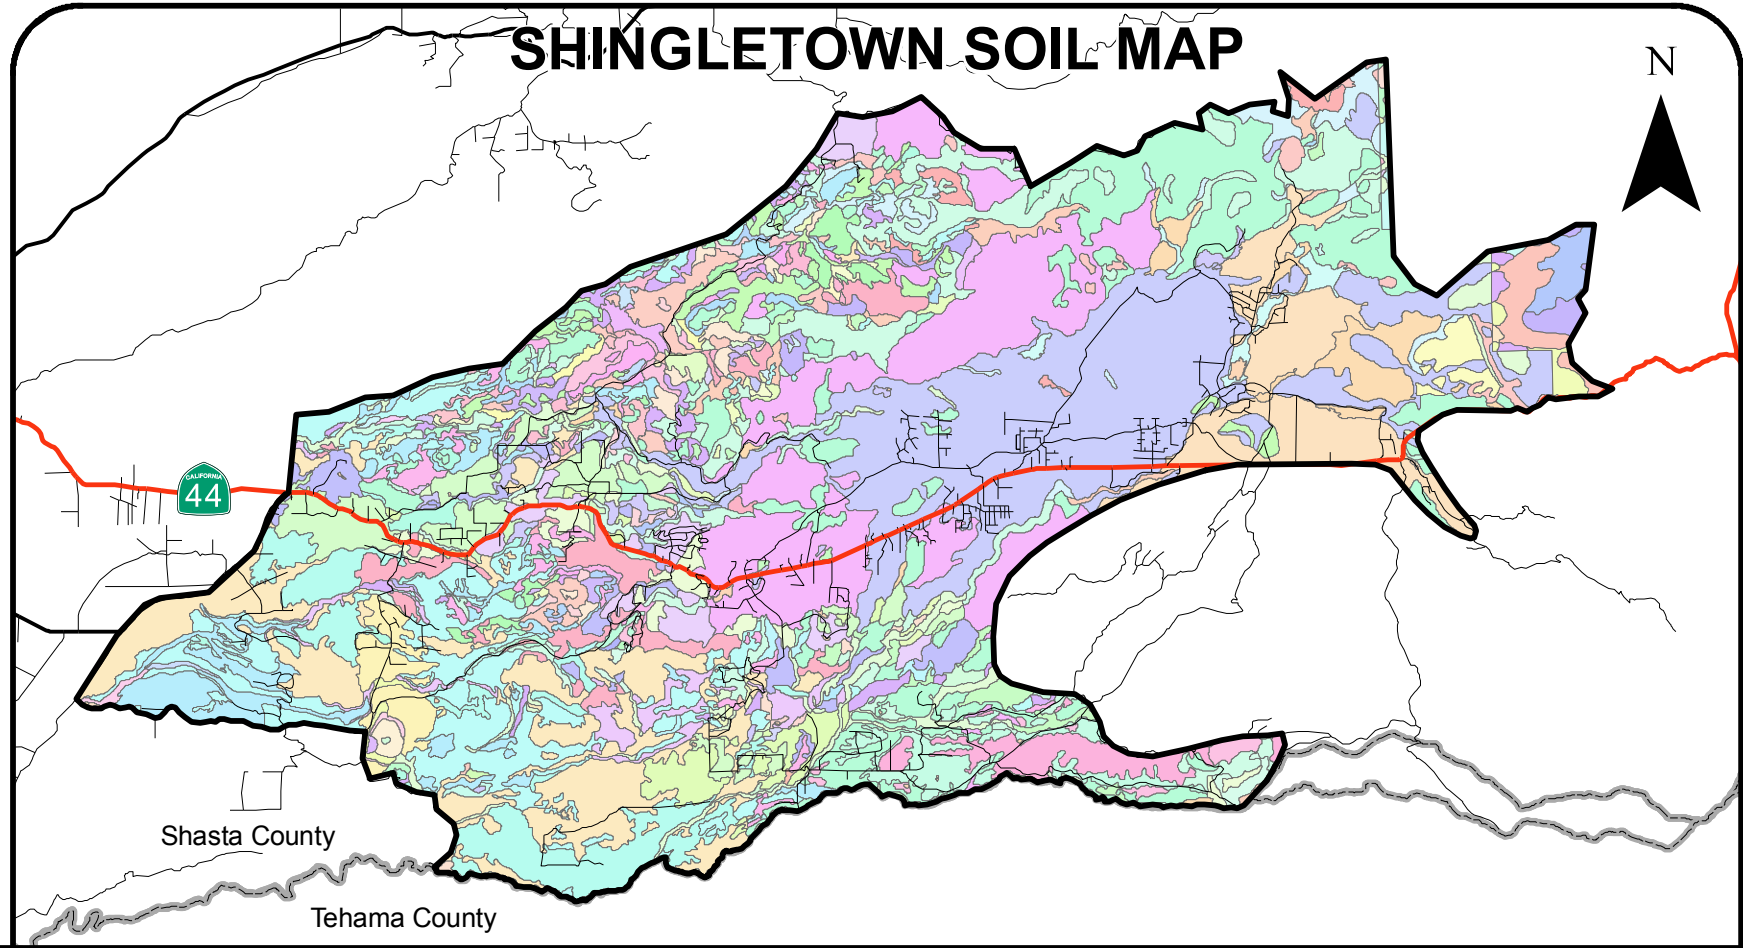 SHINGLETOWN SOIL MAP
N
CALIFORNIA
44
Shasta County
Tehama County